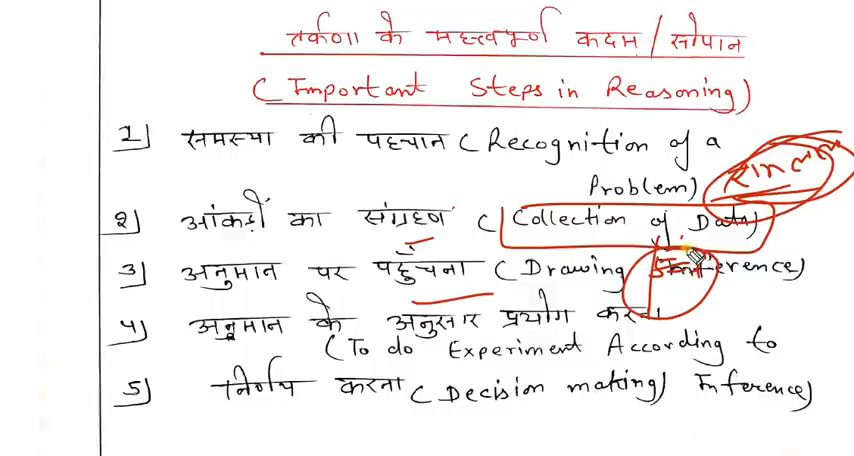 तर्कणा के महत्त्वपूर्ण कदम / सोपान
(Important Steps in Reasoning)
1) समस्या की पहचान (Recognition of a Problem)
2) आंकड़ों का संग्रहण (Collection of Data)
3) अनुमान पर पहुँचना (Drawing Inference)
4) अनुमान के अनुसार प्रयोग करना
(To do Experiment According to Inference)
5) निर्णय करना (Decision making)